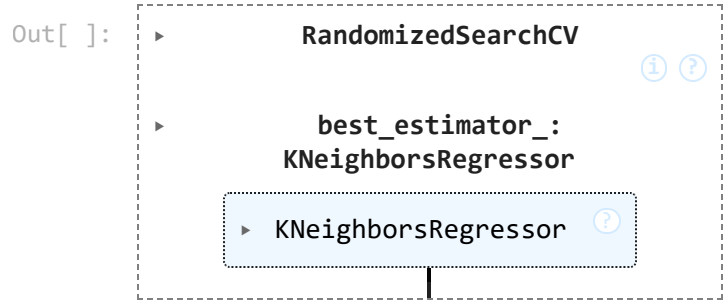 Out[ ]:
▸ RandomizedSearchCV
i ?
▸ best_estimator_:
KNeighborsRegressor
▸ KNeighborsRegressor ?